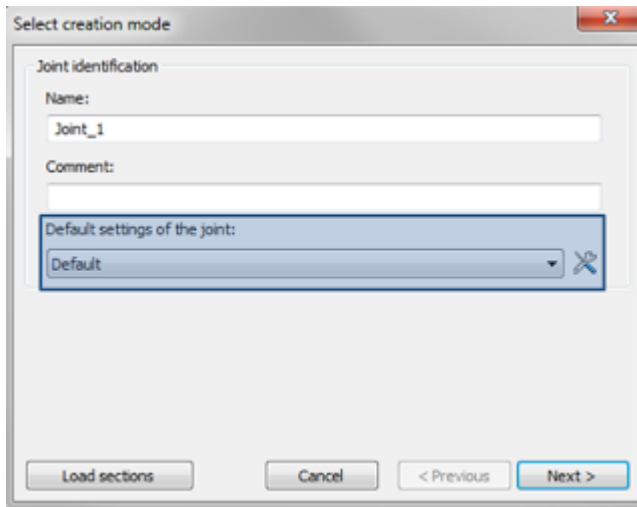 Select creation mode
Joint identification
Name:
Joint_1
Comment:
Default settings of the joint:
Default
Load sections Cancel < Previous Next >